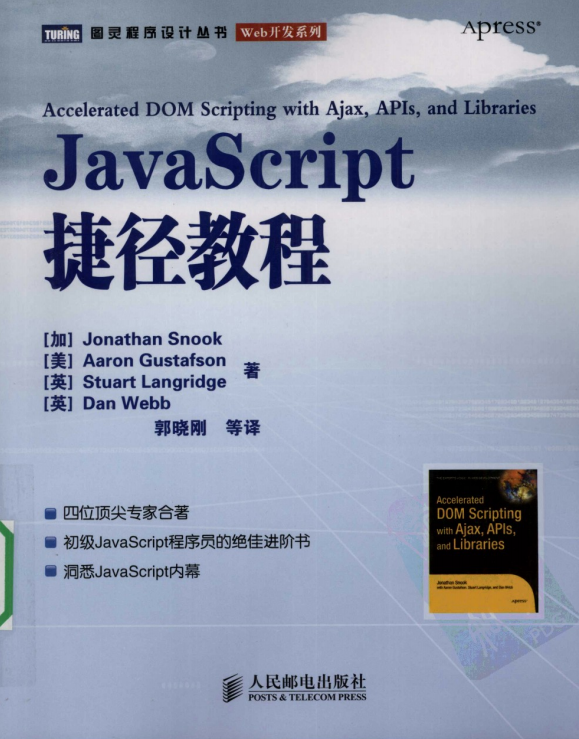 TURING 图灵程序设计丛书 Web开发系列
Apress®
Accelerated DOM Scripting with Ajax, APIs, and Libraries
JavaScript
捷径教程
[加] Jonathan Snook
[美] Aaron Gustafson
[英] Stuart Langridge 著
[英] Dan Webb
郭晓刚 等译
四位顶尖专家合著
初级JavaScript程序员的绝佳进阶书
洞悉JavaScript内幕
Accelerated
DOM Scripting
with Ajax, APIs,
and Libraries
Jonathan Snook
with Aaron Gustafson, Stuart Langridge, and Dan Webb
Apress
人民邮电出版社
POSTS & TELECOM PRESS